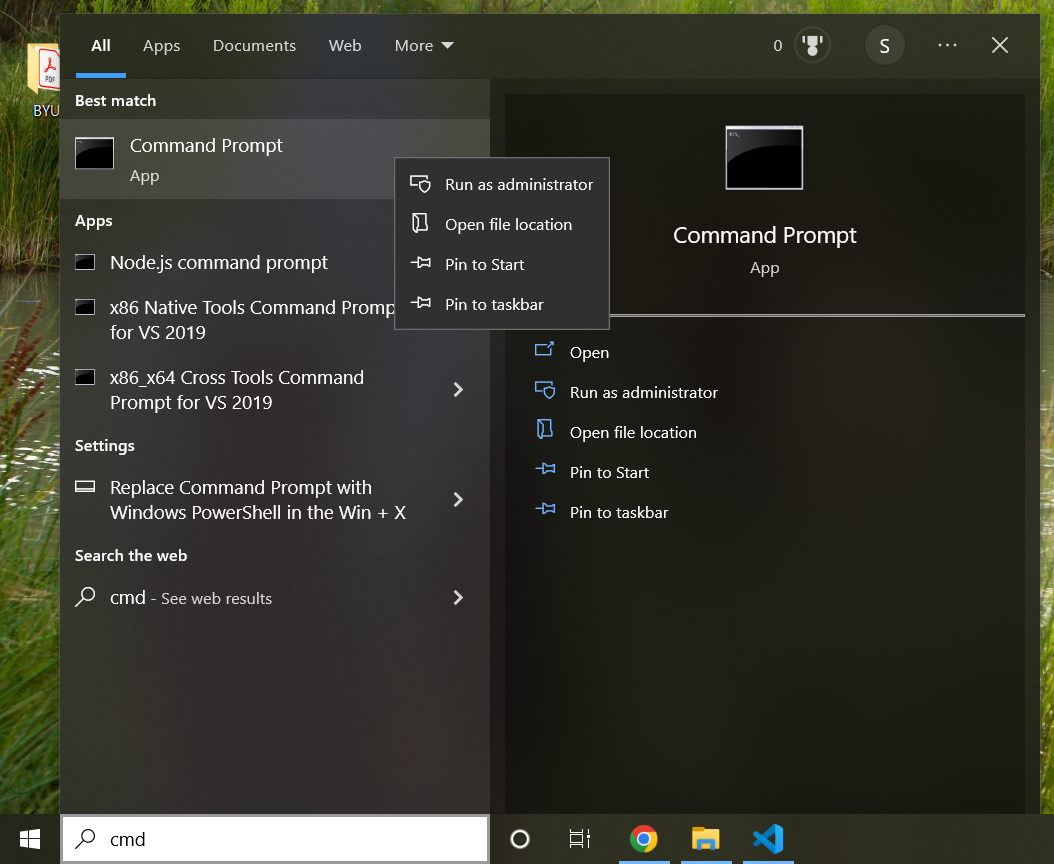 All Apps Documents Web More 0 S
BYU
PDF
Best match
Command Prompt
App
Apps
Node.js command prompt
x86 Native Tools Command Promp
for VS 2019
x86_x64 Cross Tools Command
Prompt for VS 2019
Settings
Replace Command Prompt with
Windows PowerShell in the Win + X
Search the web
cmd - See web results
Run as administrator
Open file location
Pin to Start
Pin to taskbar
Command Prompt
App
Open
Run as administrator
Open file location
Pin to Start
Pin to taskbar
cmd